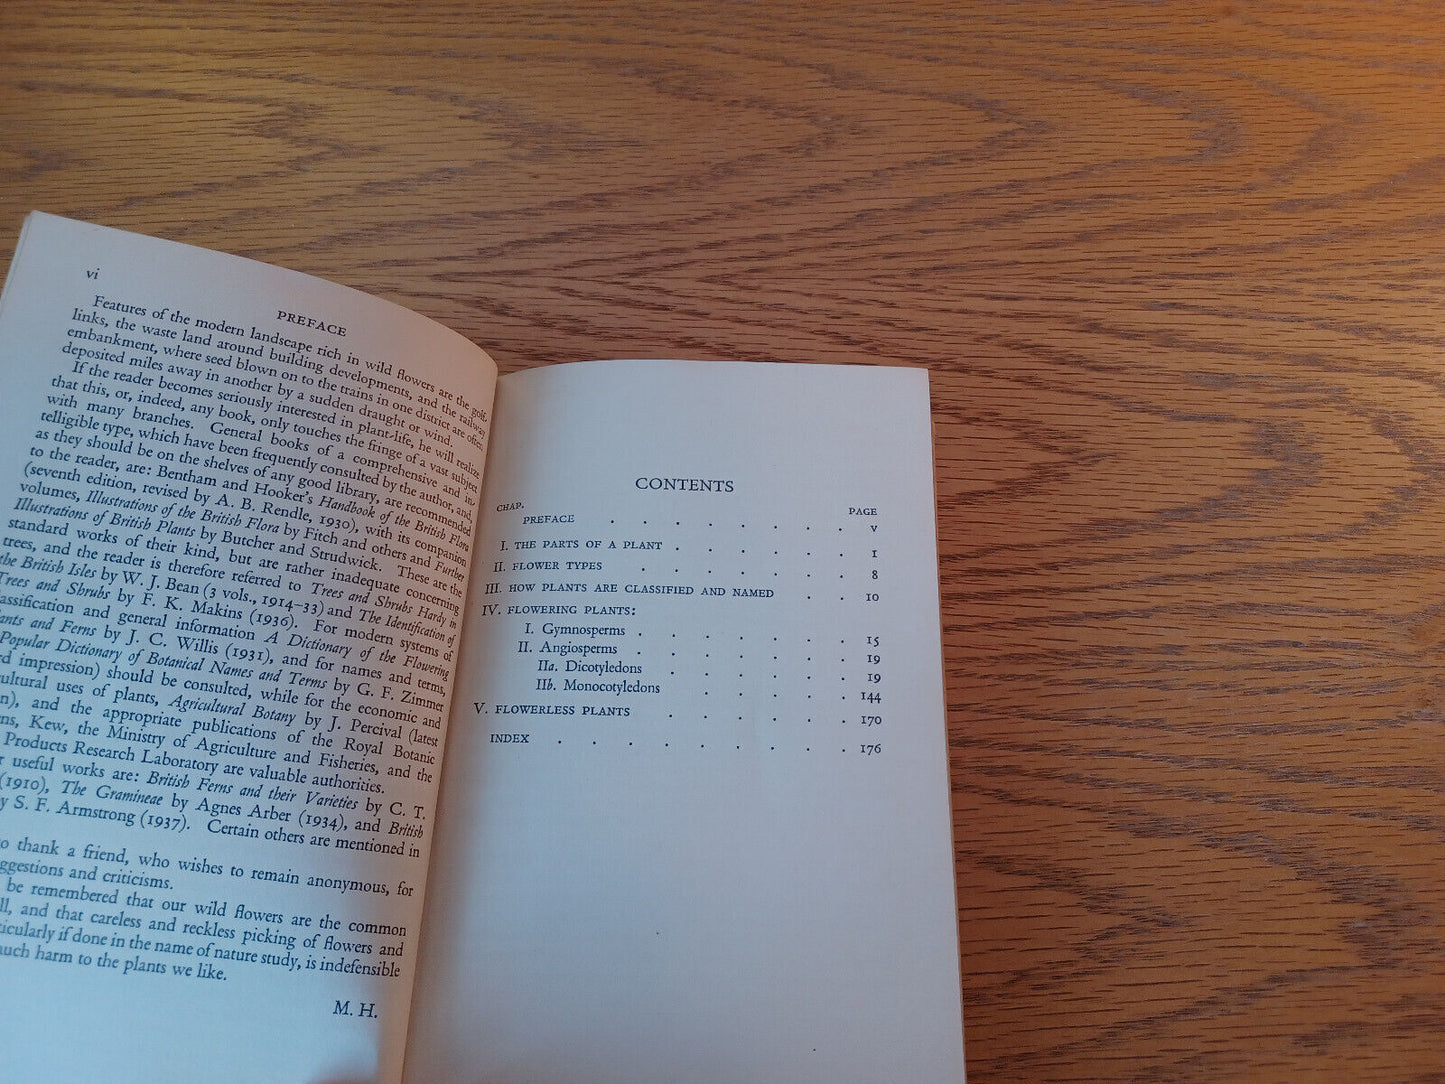 vi
PREFACE
Features of the modern landscape rich in wild flowers are the golf-
links, the waste land around building developments, and the railway
embankment, where seed blown on to the trains in one district are often
deposited miles away in another by a sudden draught or wind.
If the reader becomes seriously interested in plant-life, he will realize
that this, or, indeed, any book, only touches the fringe of a vast subject
with many branches. General books of a comprehensive and in-
telligible type, which have been frequently consulted by the author, and,
as they should be on the shelves of any good library, are recommended
to the reader, are: Bentham and Hooker's Handbook of the British Flora
(seventh edition, revised by A. B. Rendle, 1930), with its companion
volumes, Illustrations of the British Flora by Fitch and others and Further
Illustrations of British Plants by Butcher and Strudwick. These are the
standard works of their kind, but are rather inadequate concerning
trees, and the reader is therefore referred to Trees and Shrubs Hardy in
the British Isles by W. J. Bean (3 vols., 1914–33) and The Identification of
Trees and Shrubs by F. K. Makins (1936). For modern systems of
lassification and general information A Dictionary of the Flowering
ants and Ferns by J. C. Willis (1931), and for names and terms,
Popular Dictionary of Botanical Names and Terms by G. F. Zimmer
rd impression) should be consulted, while for the economic and
cultural uses of plants, Agricultural Botany by J. Percival (latest
on), and the appropriate publications of the Royal Botanic
ns, Kew, the Ministry of Agriculture and Fisheries, and the
Products Research Laboratory are valuable authorities.
r useful works are: British Ferns and their Varieties by C. T.
(1910), The Gramineae by Agnes Arber (1934), and British
y S. F. Armstrong (1937). Certain others are mentioned in
to thank a friend, who wishes to remain anonymous, for
ggestions and criticisms.
be remembered that our wild flowers are the common
ll, and that careless and reckless picking of flowers and
ticularly if done in the name of nature study, is indefensible
much harm to the plants we like.
M. H.
CONTENTS
CHAP. PAGE
PREFACE . . . . . . . . v
I. THE PARTS OF A PLANT . . . . . . 1
II. FLOWER TYPES . . . . . . . 8
III. HOW PLANTS ARE CLASSIFIED AND NAMED . . 10
IV. FLOWERING PLANTS:
I. Gymnosperms . . . . . . . 15
II. Angiosperms . . . . . . . 19
IIa. Dicotyledons . . . . . . 19
IIb. Monocotyledons . . . . . 144
V. FLOWERLESS PLANTS . . . . . . 170
INDEX . . . . . . . . . 176